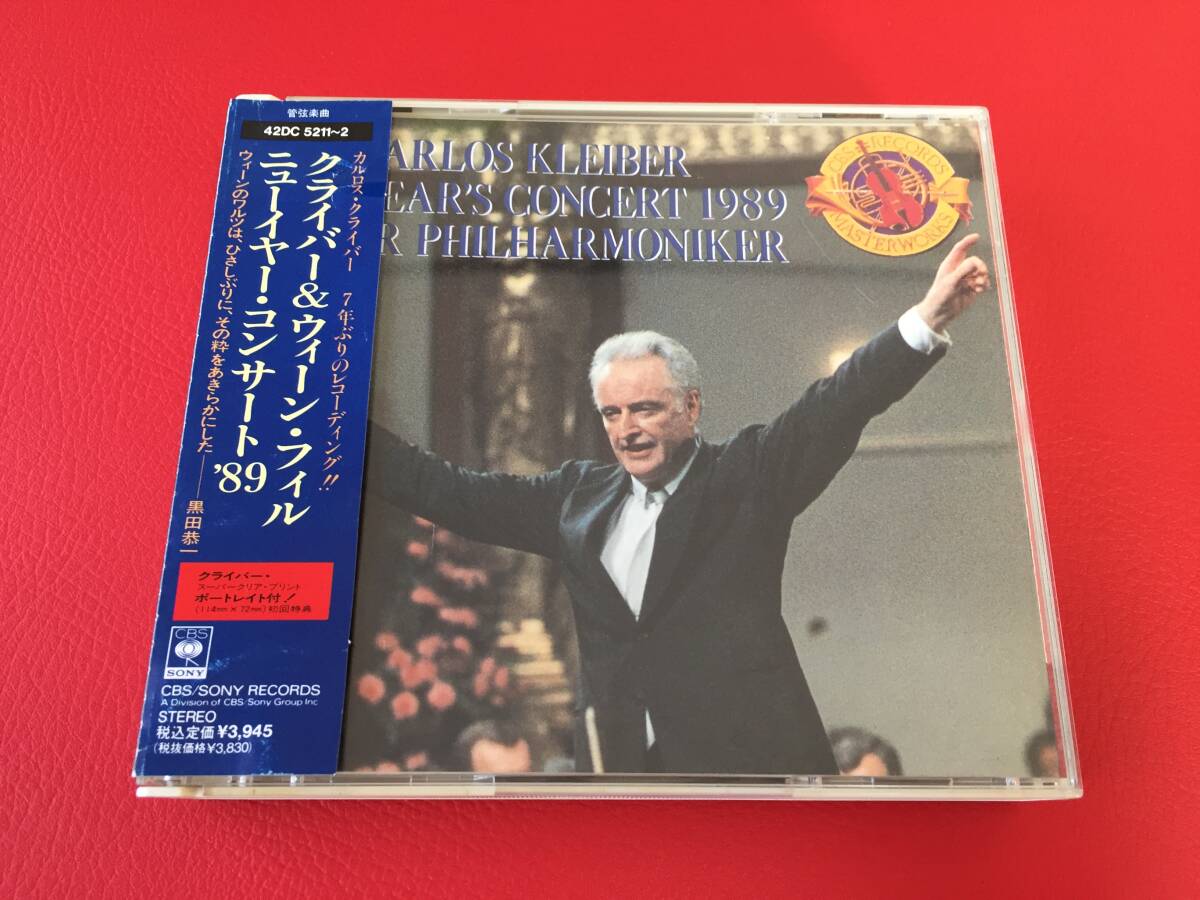 管弦楽曲
42DC 5211~2
カルロス・クライバー 7年ぶりのレコーディング!!
クライバー&ウィーン・フィル
ニューイヤー・コンサート'89
ウィーンのワルツは、ひさしぶりに、その粋をあきらかにした——黒田恭一
クライバー・
スーパークリア・プリント
ポートレイト付!
(114mm×72mm)初回特典
CBS
SONY
CBS/SONY RECORDS
A Division of CBS/Sony Group Inc
STEREO
税込定価¥3,945
(税抜価格¥3,830)
ARLOS KLEIBER
EAR'S CONCERT 1989
R PHILHARMONIKER
CBS RECORDS
MASTERWORKS